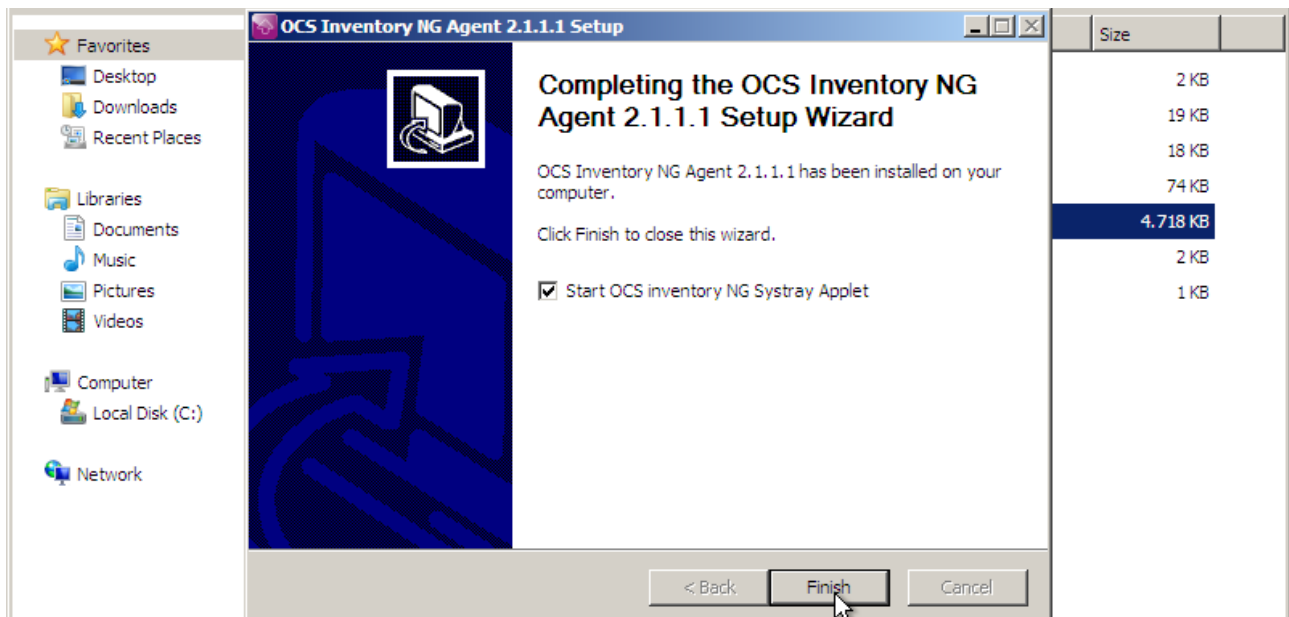 Favorites
Desktop
Downloads
Recent Places
Libraries
Documents
Music
Pictures
Videos
Computer
Local Disk (C:)
Network
OCS Inventory NG Agent 2.1.1.1 Setup
Completing the OCS Inventory NG
Agent 2.1.1.1 Setup Wizard
OCS Inventory NG Agent 2.1.1.1 has been installed on your
computer.
Click Finish to close this wizard.
Start OCS inventory NG Systray Applet
< Back
Finish
Cancel
Size
2 KB
19 KB
18 KB
74 KB
4.718 KB
2 KB
1 KB